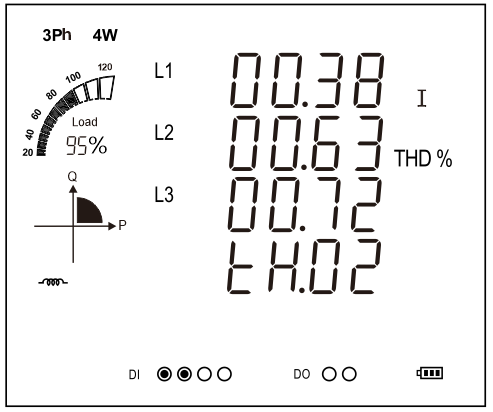 3Ph 4W
120
100
80
60
40
20
Load
95%
L1 00.38
I
L2 00.63
THD %
L3 00.72
tH.02
Q
P
DI
DO